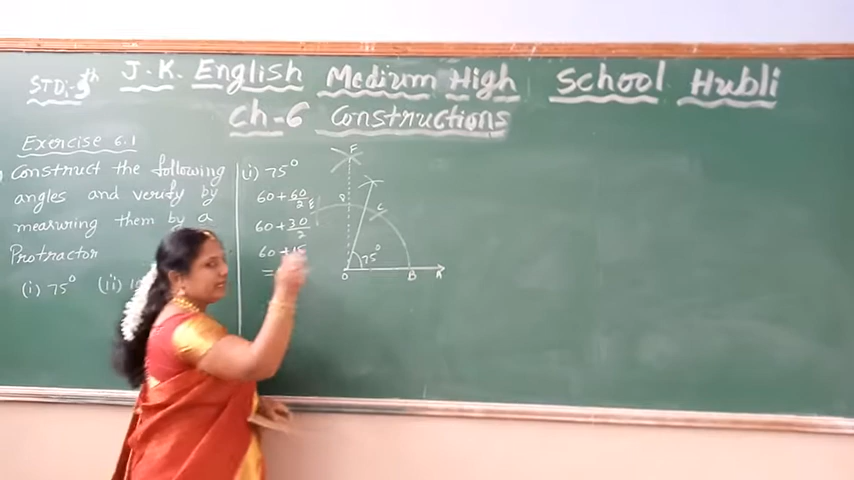 STD:- 9th J.K. English Medium High School Hubli
Ch-6 Constructions
Exercise 6.1
Construct the following
angles and verify by
measuring them by a
Protractor
(i) 75° (ii)
i) 75°
60 + 60/2
60 + 30/2
60 + 15
=
F
E
C
75°
O B A